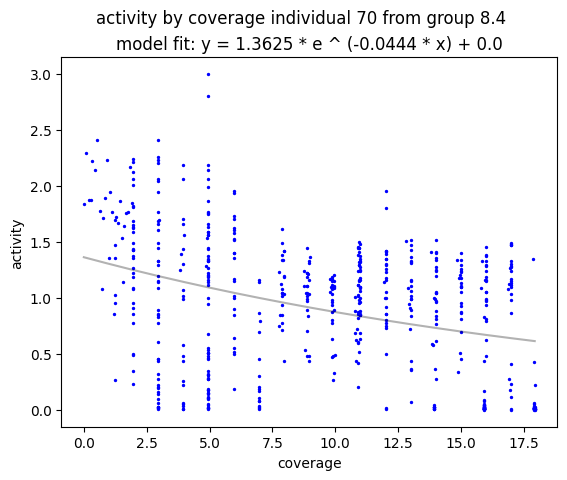 activity by coverage individual 70 from group 8.4
model fit: y = 1.3625 * e ^ (-0.0444 * x) + 0.0
3.0
2.5
2.0
1.5
1.0
0.5
0.0
activity
0.0 2.5 5.0 7.5 10.0 12.5 15.0 17.5
coverage